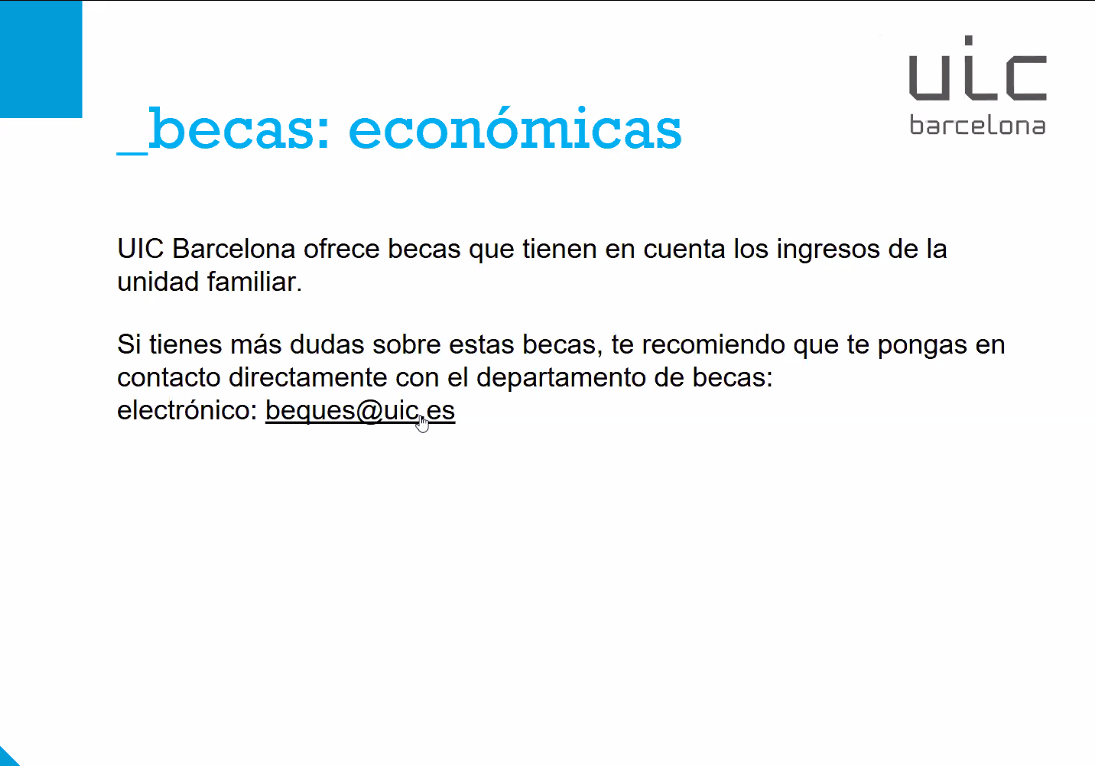 uic
barcelona
_becas: económicas
UIC Barcelona ofrece becas que tienen en cuenta los ingresos de la
unidad familiar.
Si tienes más dudas sobre estas becas, te recomiendo que te pongas en
contacto directamente con el departamento de becas:
electrónico: beques@uic.es